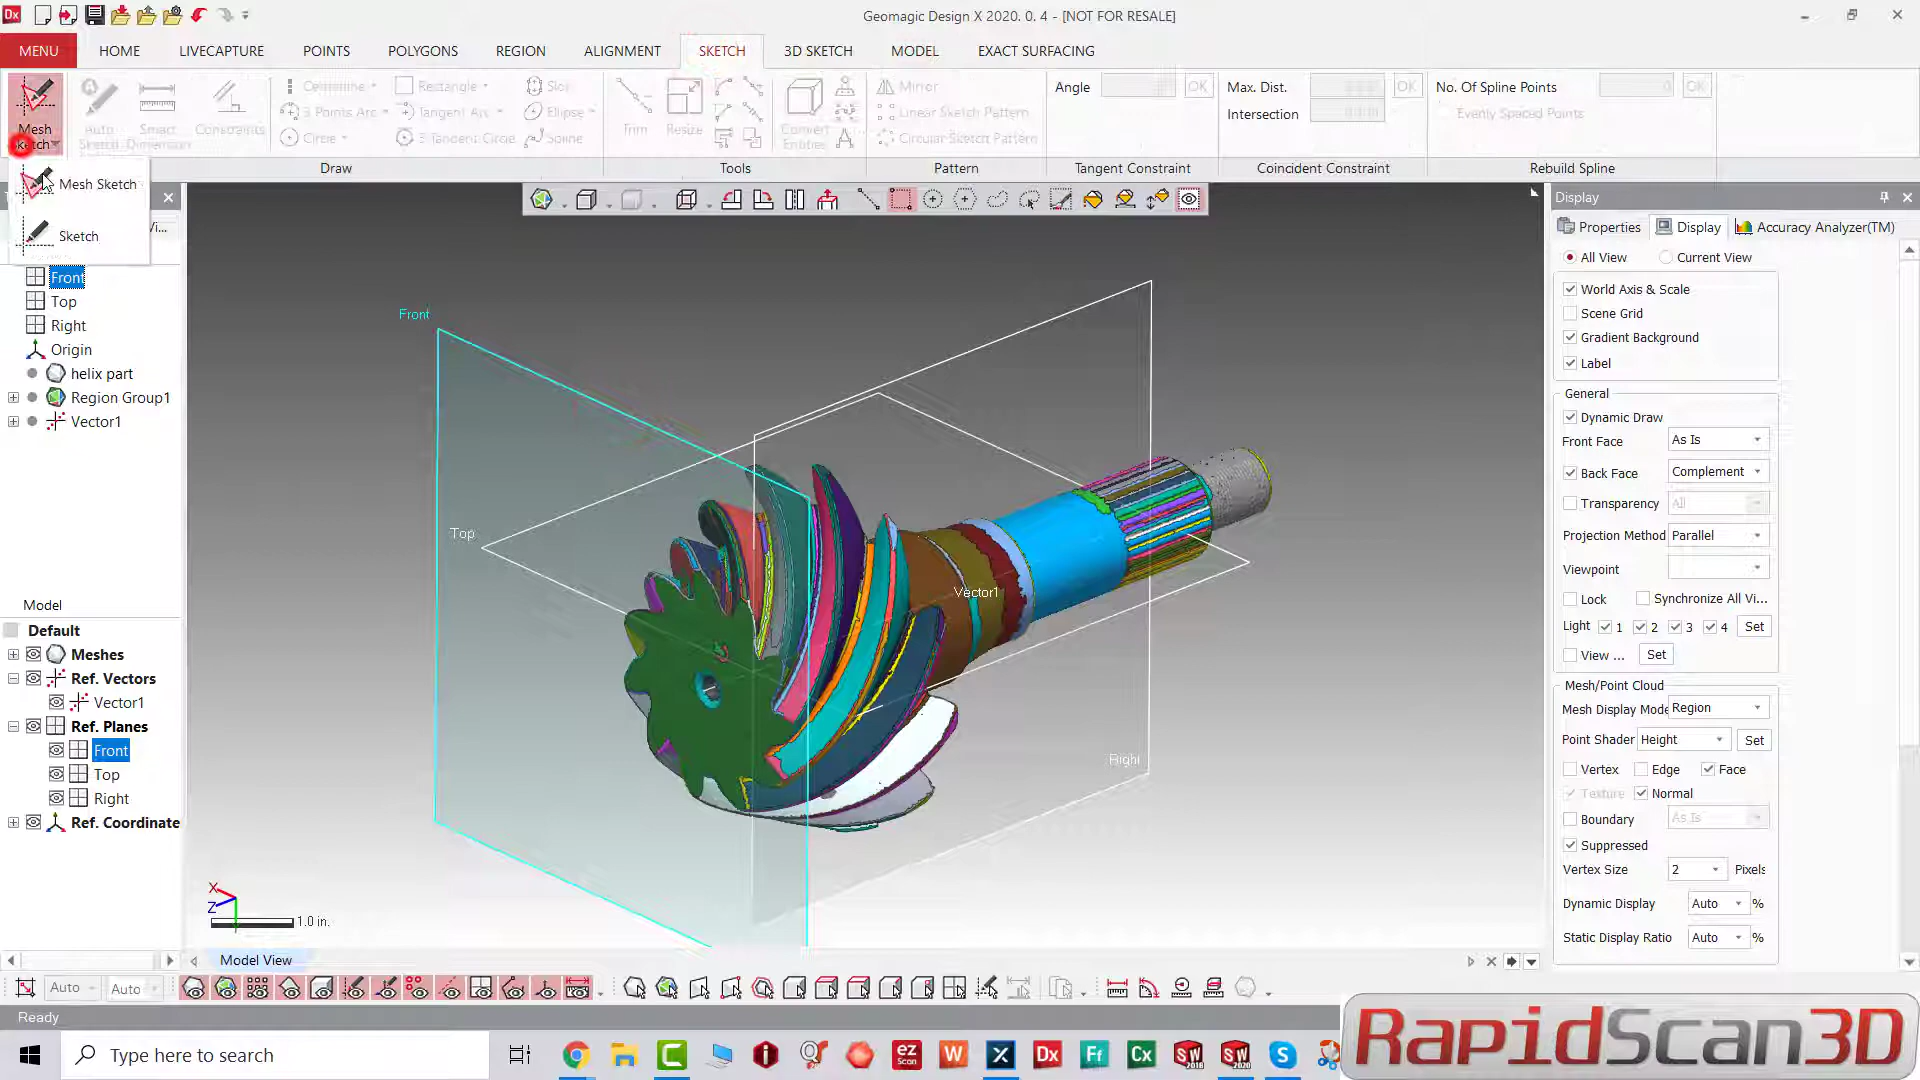 Geomagic Design X 2020. 0. 4 - [NOT FOR RESALE]
MENU HOME LIVECAPTURE POINTS POLYGONS REGION ALIGNMENT SKETCH 3D SKETCH MODEL EXACT SURFACING
Mesh Sketch
Auto Sketch
Smart Dimension
Constraints
Centerline Rectangle Slot
3 Points Arc Tangent Arc Ellipse
Circle 3 Tangent Circle Spline
Trim Resize Convert Entities
Mirror
Linear Sketch Pattern
Circular Sketch Pattern
Angle OK
Max. Dist. OK
Intersection
No. Of Spline Points 0 OK
Evenly Spaced Points
Draw Tools Pattern Tangent Constraint Coincident Constraint Rebuild Spline
Mesh Sketch
Sketch
Vi...
Front
Top
Right
Origin
helix part
Region Group1
Vector1
Model
Default
Meshes
Ref. Vectors
Vector1
Ref. Planes
Front
Top
Right
Ref. Coordinate
Front
Top
Vector1
Right
X
Z
1.0 in.
Model View
Display
Properties Display Accuracy Analyzer(TM)
All View Current View
World Axis & Scale
Scene Grid
Gradient Background
Label
General
Dynamic Draw
Front Face As Is
Back Face Complement
Transparency All
Projection Method Parallel
Viewpoint
Lock Synchronize All Vi...
Light 1 2 3 4 Set
View ... Set
Mesh/Point Cloud
Mesh Display Mode Region
Point Shader Height Set
Vertex Edge Face
Texture Normal
Boundary As Is
Suppressed
Vertex Size 2 Pixels
Dynamic Display Auto %
Static Display Ratio Auto %
Auto Auto
Ready
Type here to search
RapidScan3D